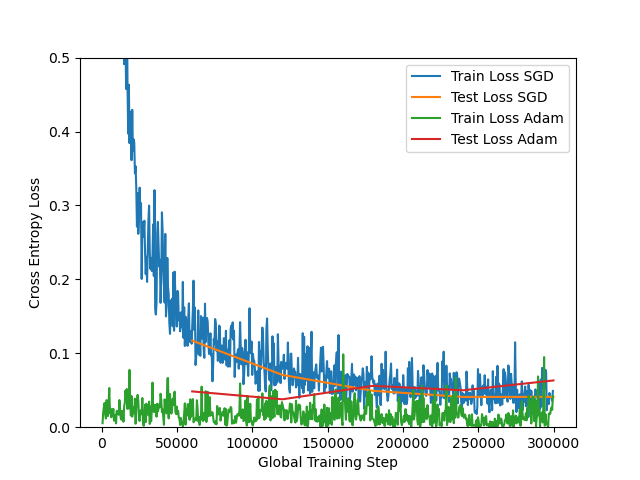 0.5
0.4
0.3
0.2
0.1
0.0
Cross Entropy Loss
Train Loss SGD
Test Loss SGD
Train Loss Adam
Test Loss Adam
0 50000 100000 150000 200000 250000 300000
Global Training Step